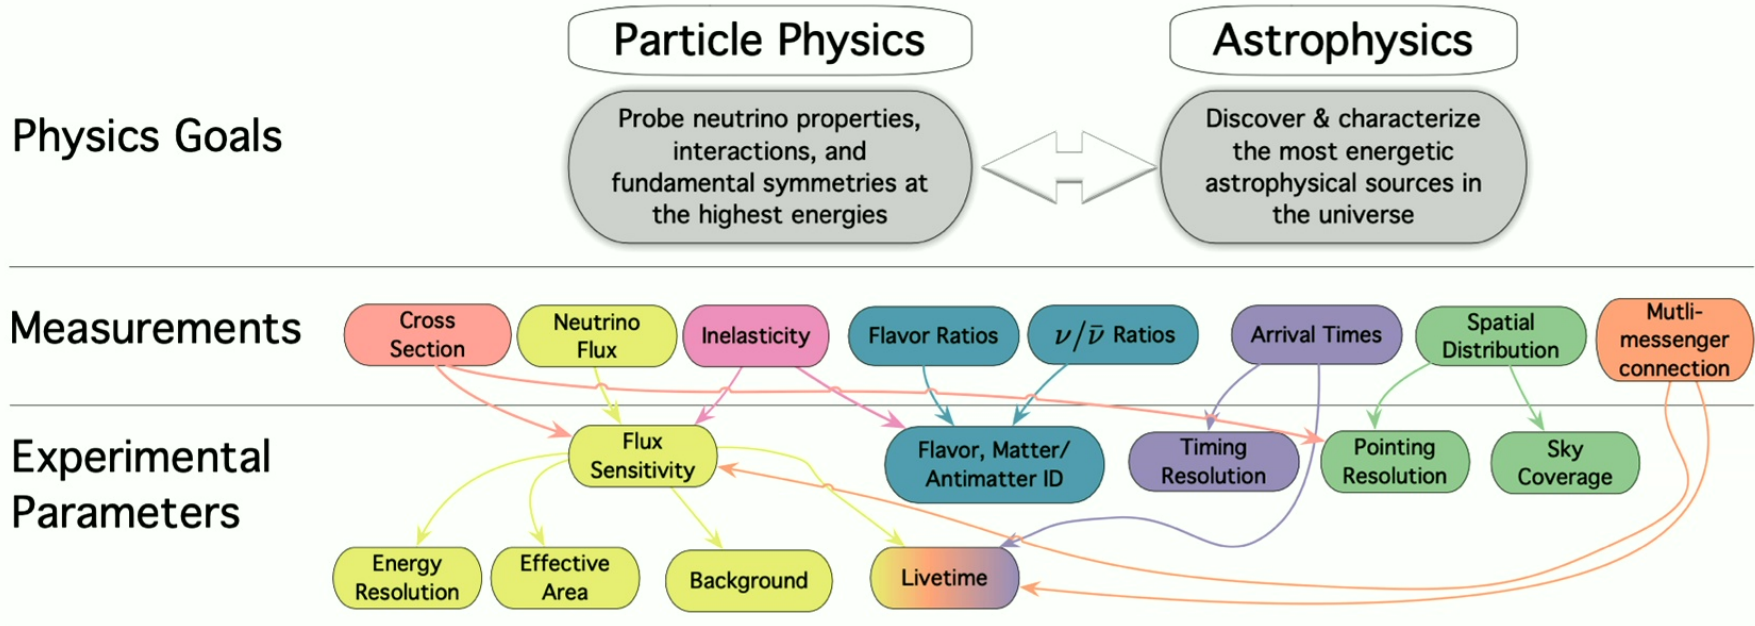 Particle Physics
Astrophysics
Physics Goals
Probe neutrino properties,
interactions, and
fundamental symmetries at
the highest energies
Discover & characterize
the most energetic
astrophysical sources in
the universe
Measurements
Cross
Section
Neutrino
Flux
Inelasticity
Flavor Ratios
ν/ν̄ Ratios
Arrival Times
Spatial
Distribution
Mutli-
messenger
connection
Experimental
Parameters
Flux
Sensitivity
Flavor, Matter/
Antimatter ID
Timing
Resolution
Pointing
Resolution
Sky
Coverage
Energy
Resolution
Effective
Area
Background
Livetime